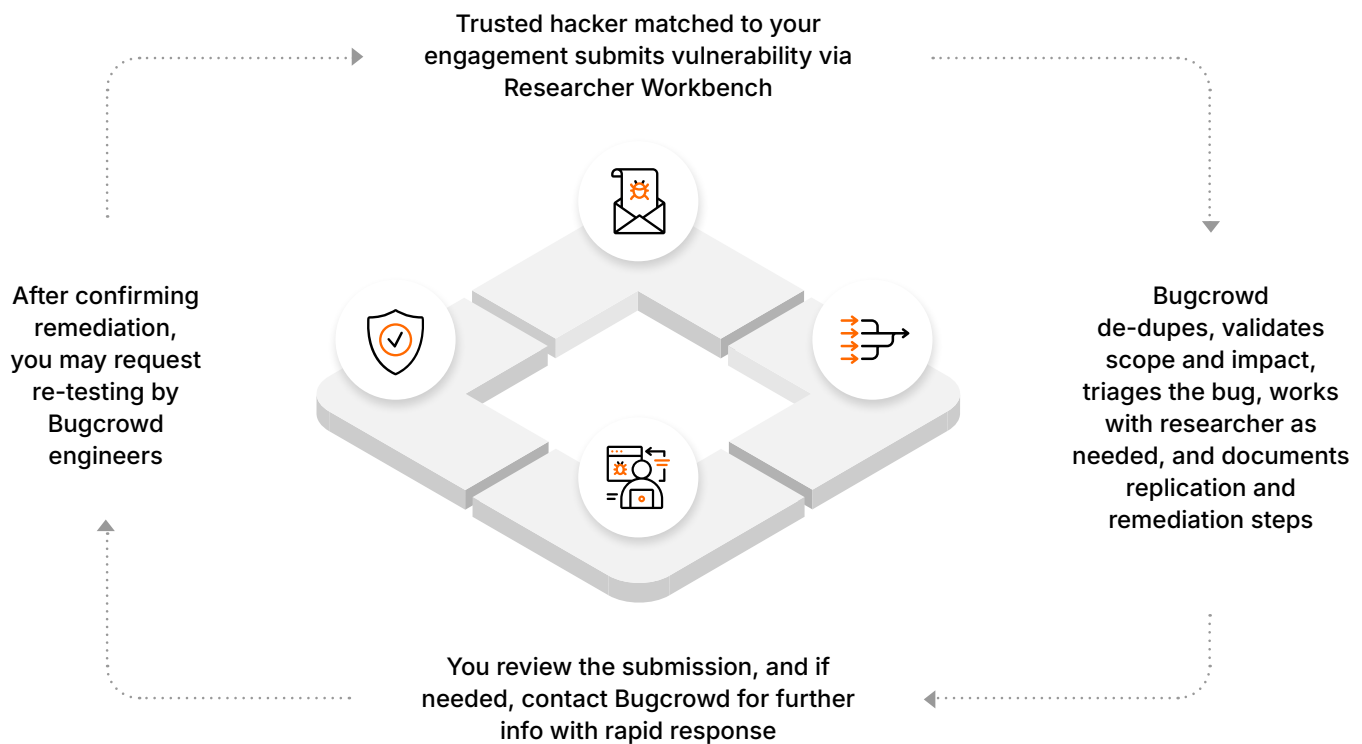 Trusted hacker matched to your
engagement submits vulnerability via
Researcher Workbench
Bugcrowd
de-dupes, validates
scope and impact,
triages the bug, works
with researcher as
needed, and documents
replication and
remediation steps
You review the submission, and if
needed, contact Bugcrowd for further
info with rapid response
After confirming
remediation,
you may request
re-testing by
Bugcrowd
engineers